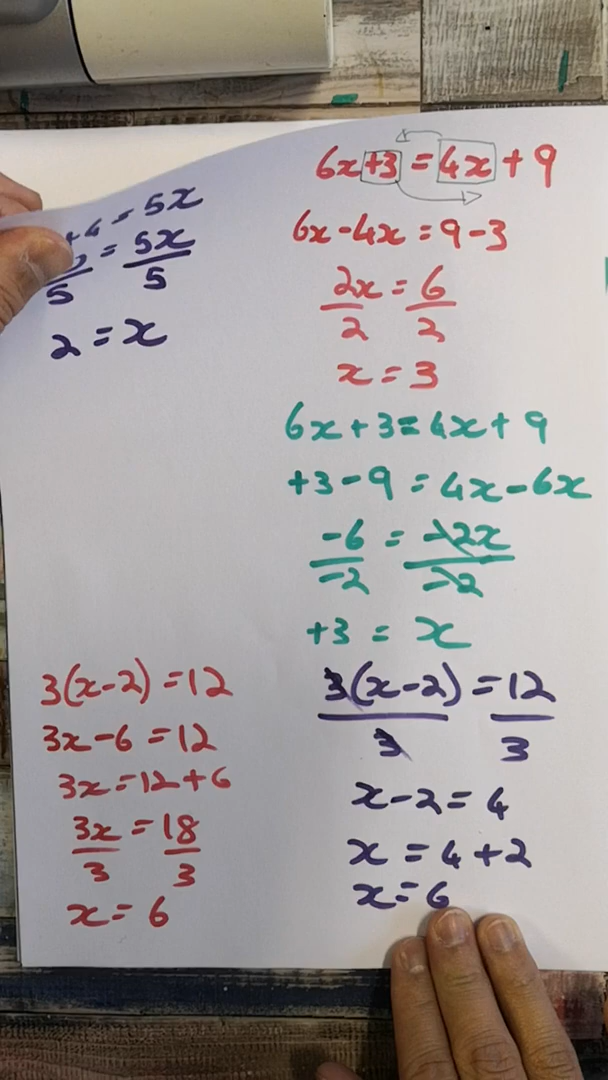 +4 = 5x
/5 = 5x/5
2 = x
6x+3 = 4x + 9
6x-4x = 9-3
2x/2 = 6/2
x = 3
6x+3 = 4x + 9
+3-9 = 4x-6x
-6/-2 = -2x/-2
+3 = x
3(x-2) = 12
3x-6 = 12
3x = 12+6
3x/3 = 18/3
x = 6
3(x-2)/3 = 12/3
x-2 = 4
x = 4+2
x = 6